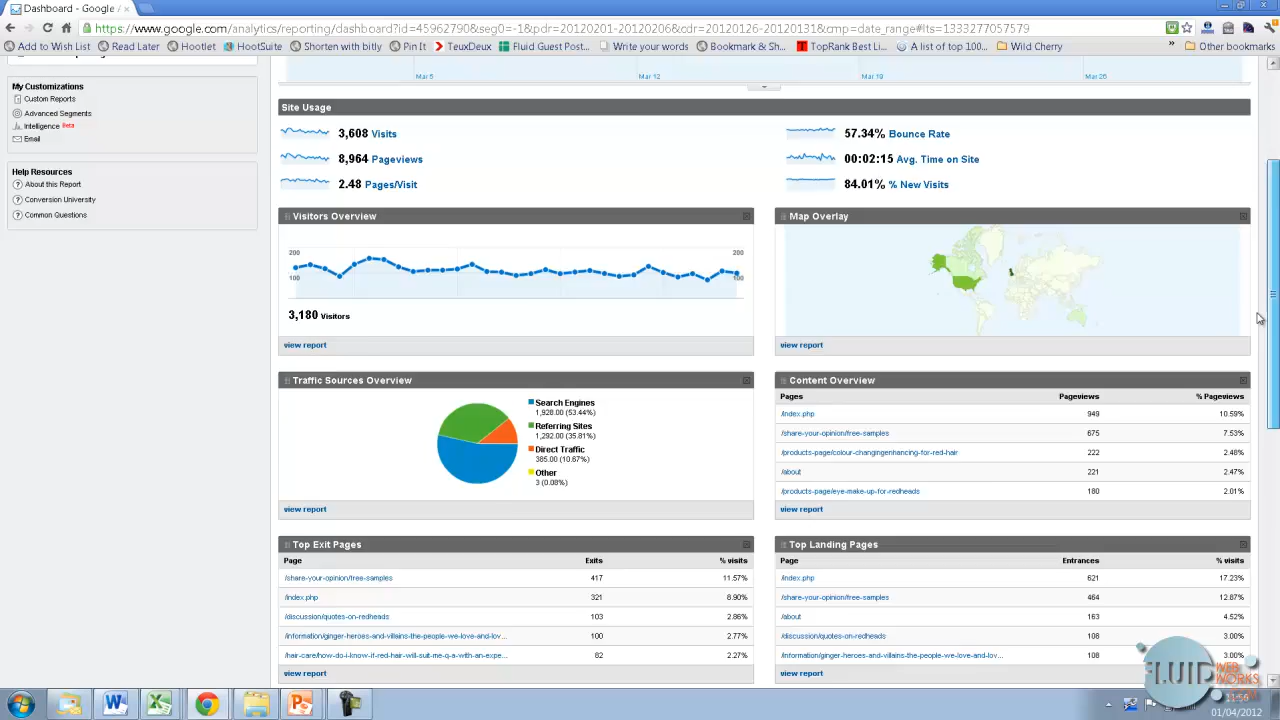 Dashboard - Google /
https://www.google.com/analytics/reporting/dashboard?id=45962790&seg0=-1&pdr=20120201-20120206&cdr=20120126-20120131&cmp=date_range#lts=1333277057579
Add to Wish List Read Later Hootlet HootSuite Shorten with bitly Pin It TeuxDeux Fluid Guest Post... Write your words Bookmark & Sh... TopRank Best Li... A list of top 100... Wild Cherry » Other bookmarks
Mar 5 Mar 12 Mar 19 Mar 26
My Customizations
Custom Reports
Advanced Segments
Intelligence Beta
Email
Help Resources
About this Report
Conversion University
Common Questions
Site Usage
3,608 Visits
57.34% Bounce Rate
8,964 Pageviews
00:02:15 Avg. Time on Site
2.48 Pages/Visit
84.01% % New Visits
Visitors Overview
200 200
100 100
3,180 Visitors
view report
Map Overlay
view report
Traffic Sources Overview
Search Engines
1,928.00 (53.44%)
Referring Sites
1,292.00 (35.81%)
Direct Traffic
385.00 (10.67%)
Other
3 (0.08%)
view report
Content Overview
Pages Pageviews % Pageviews
/index.php 949 10.59%
/share-your-opinion/free-samples 675 7.53%
/products-page/colour-changingenhancing-for-red-hair 222 2.48%
/about 221 2.47%
/products-page/eye-make-up-for-redheads 180 2.01%
view report
Top Exit Pages
Page Exits % visits
/share-your-opinion/free-samples 417 11.57%
/index.php 321 8.90%
/discussion/quotes-on-redheads 103 2.86%
/information/ginger-heroes-and-villains-the-people-we-love-and-lov... 100 2.77%
/hair-care/how-do-i-know-if-red-hair-will-suit-me-q-a-with-an-expe... 82 2.27%
view report
Top Landing Pages
Page Entrances % visits
/index.php 621 17.23%
/share-your-opinion/free-samples 464 12.87%
/about 163 4.52%
/discussion/quotes-on-redheads 108 3.00%
/information/ginger-heroes-and-villains-the-people-we-love-and-lov... 108 3.00%
view report
FLUID WEB WORKS .COM
01/04/2012